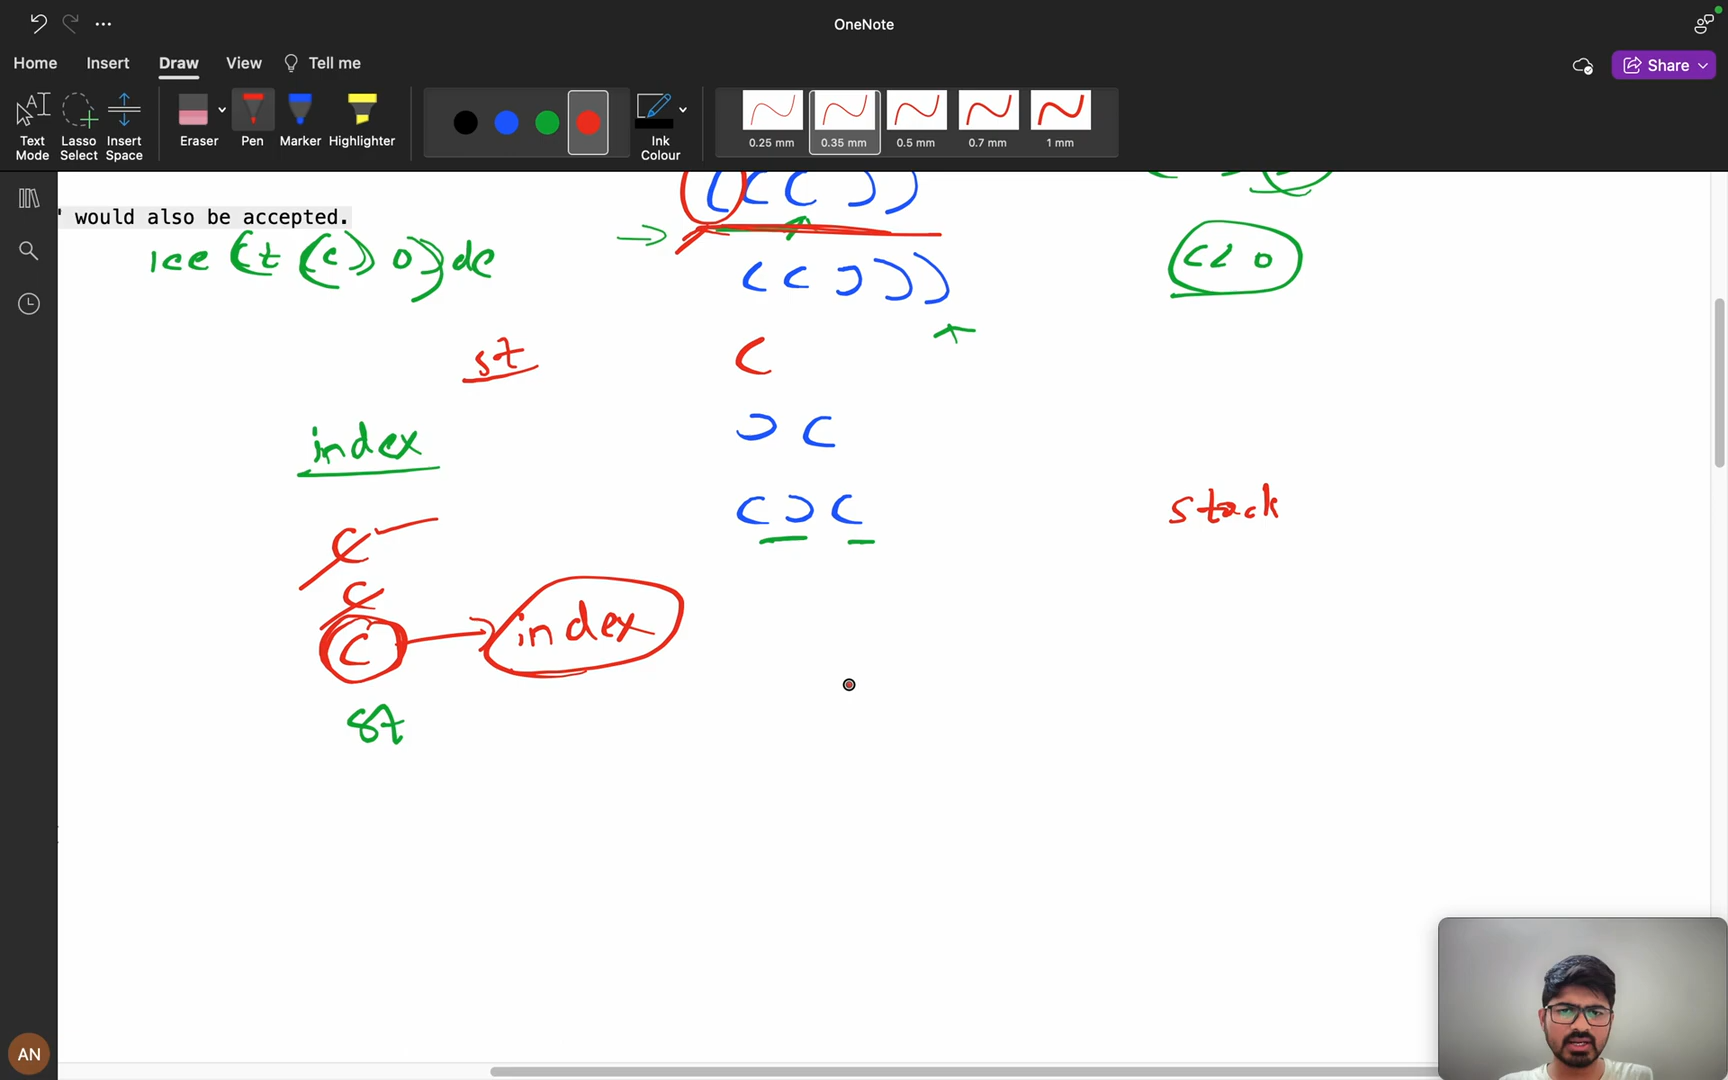 OneNote
Home Insert Draw View Tell me
Share
Text Mode
Lasso Select
Insert Space
Eraser
Pen
Marker
Highlighter
Ink Colour
0.25 mm
0.35 mm
0.5 mm
0.7 mm
1 mm
(((  ))
' would also be accepted.
lee (t (c) o) de
(( ) ) )
c < o
st
(
index
) (
( ) (
stack
(
(
( index
st
AN